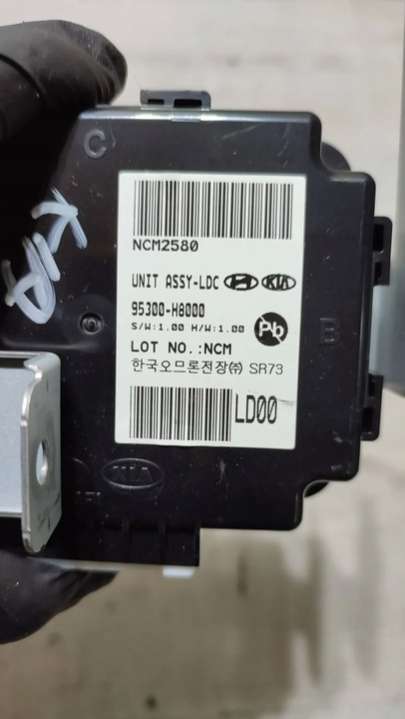 C
KIA
NCM2580
UNIT ASSY-LDC KIA
95300-H8000
S/W:1.00 H/W:1.00
Pb
LOT NO.:NCM
한국오므론전장㈜ SR73
LD00
B
KIA